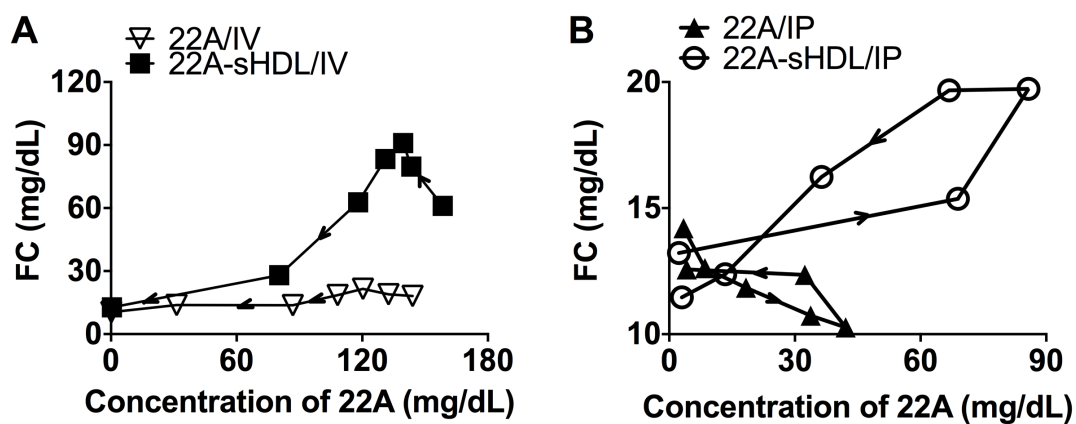 A
22A/IV
22A-sHDL/IV
120
90
60
30
0
FC (mg/dL)
0 60 120 180
Concentration of 22A (mg/dL)
B
22A/IP
22A-sHDL/IP
20
15
10
FC (mg/dL)
0 30 60 90
Concentration of 22A (mg/dL)